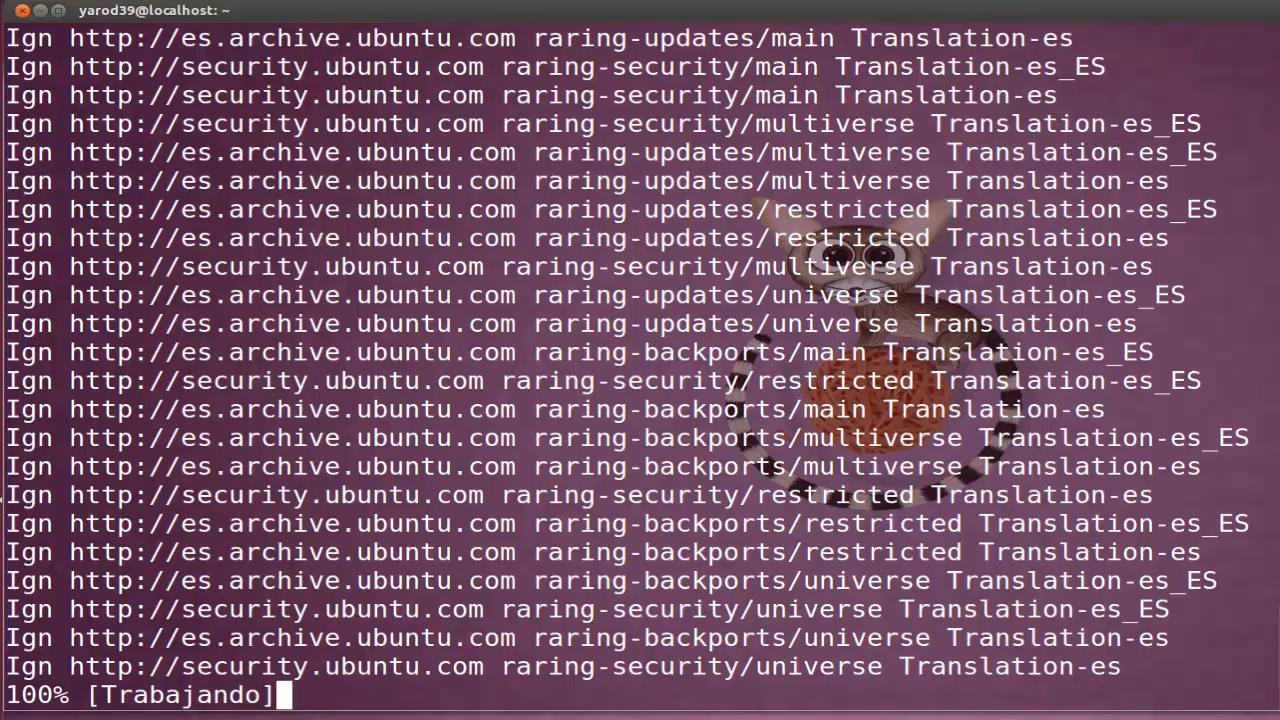 yarod39@localhost: ~
Ign http://es.archive.ubuntu.com raring-updates/main Translation-es
Ign http://security.ubuntu.com raring-security/main Translation-es_ES
Ign http://security.ubuntu.com raring-security/main Translation-es
Ign http://security.ubuntu.com raring-security/multiverse Translation-es_ES
Ign http://es.archive.ubuntu.com raring-updates/multiverse Translation-es_ES
Ign http://es.archive.ubuntu.com raring-updates/multiverse Translation-es
Ign http://es.archive.ubuntu.com raring-updates/restricted Translation-es_ES
Ign http://es.archive.ubuntu.com raring-updates/restricted Translation-es
Ign http://security.ubuntu.com raring-security/multiverse Translation-es
Ign http://es.archive.ubuntu.com raring-updates/universe Translation-es_ES
Ign http://es.archive.ubuntu.com raring-updates/universe Translation-es
Ign http://es.archive.ubuntu.com raring-backports/main Translation-es_ES
Ign http://security.ubuntu.com raring-security/restricted Translation-es_ES
Ign http://es.archive.ubuntu.com raring-backports/main Translation-es
Ign http://es.archive.ubuntu.com raring-backports/multiverse Translation-es_ES
Ign http://es.archive.ubuntu.com raring-backports/multiverse Translation-es
Ign http://security.ubuntu.com raring-security/restricted Translation-es
Ign http://es.archive.ubuntu.com raring-backports/restricted Translation-es_ES
Ign http://es.archive.ubuntu.com raring-backports/restricted Translation-es
Ign http://es.archive.ubuntu.com raring-backports/universe Translation-es_ES
Ign http://security.ubuntu.com raring-security/universe Translation-es_ES
Ign http://es.archive.ubuntu.com raring-backports/universe Translation-es
Ign http://security.ubuntu.com raring-security/universe Translation-es
100% [Trabajando]